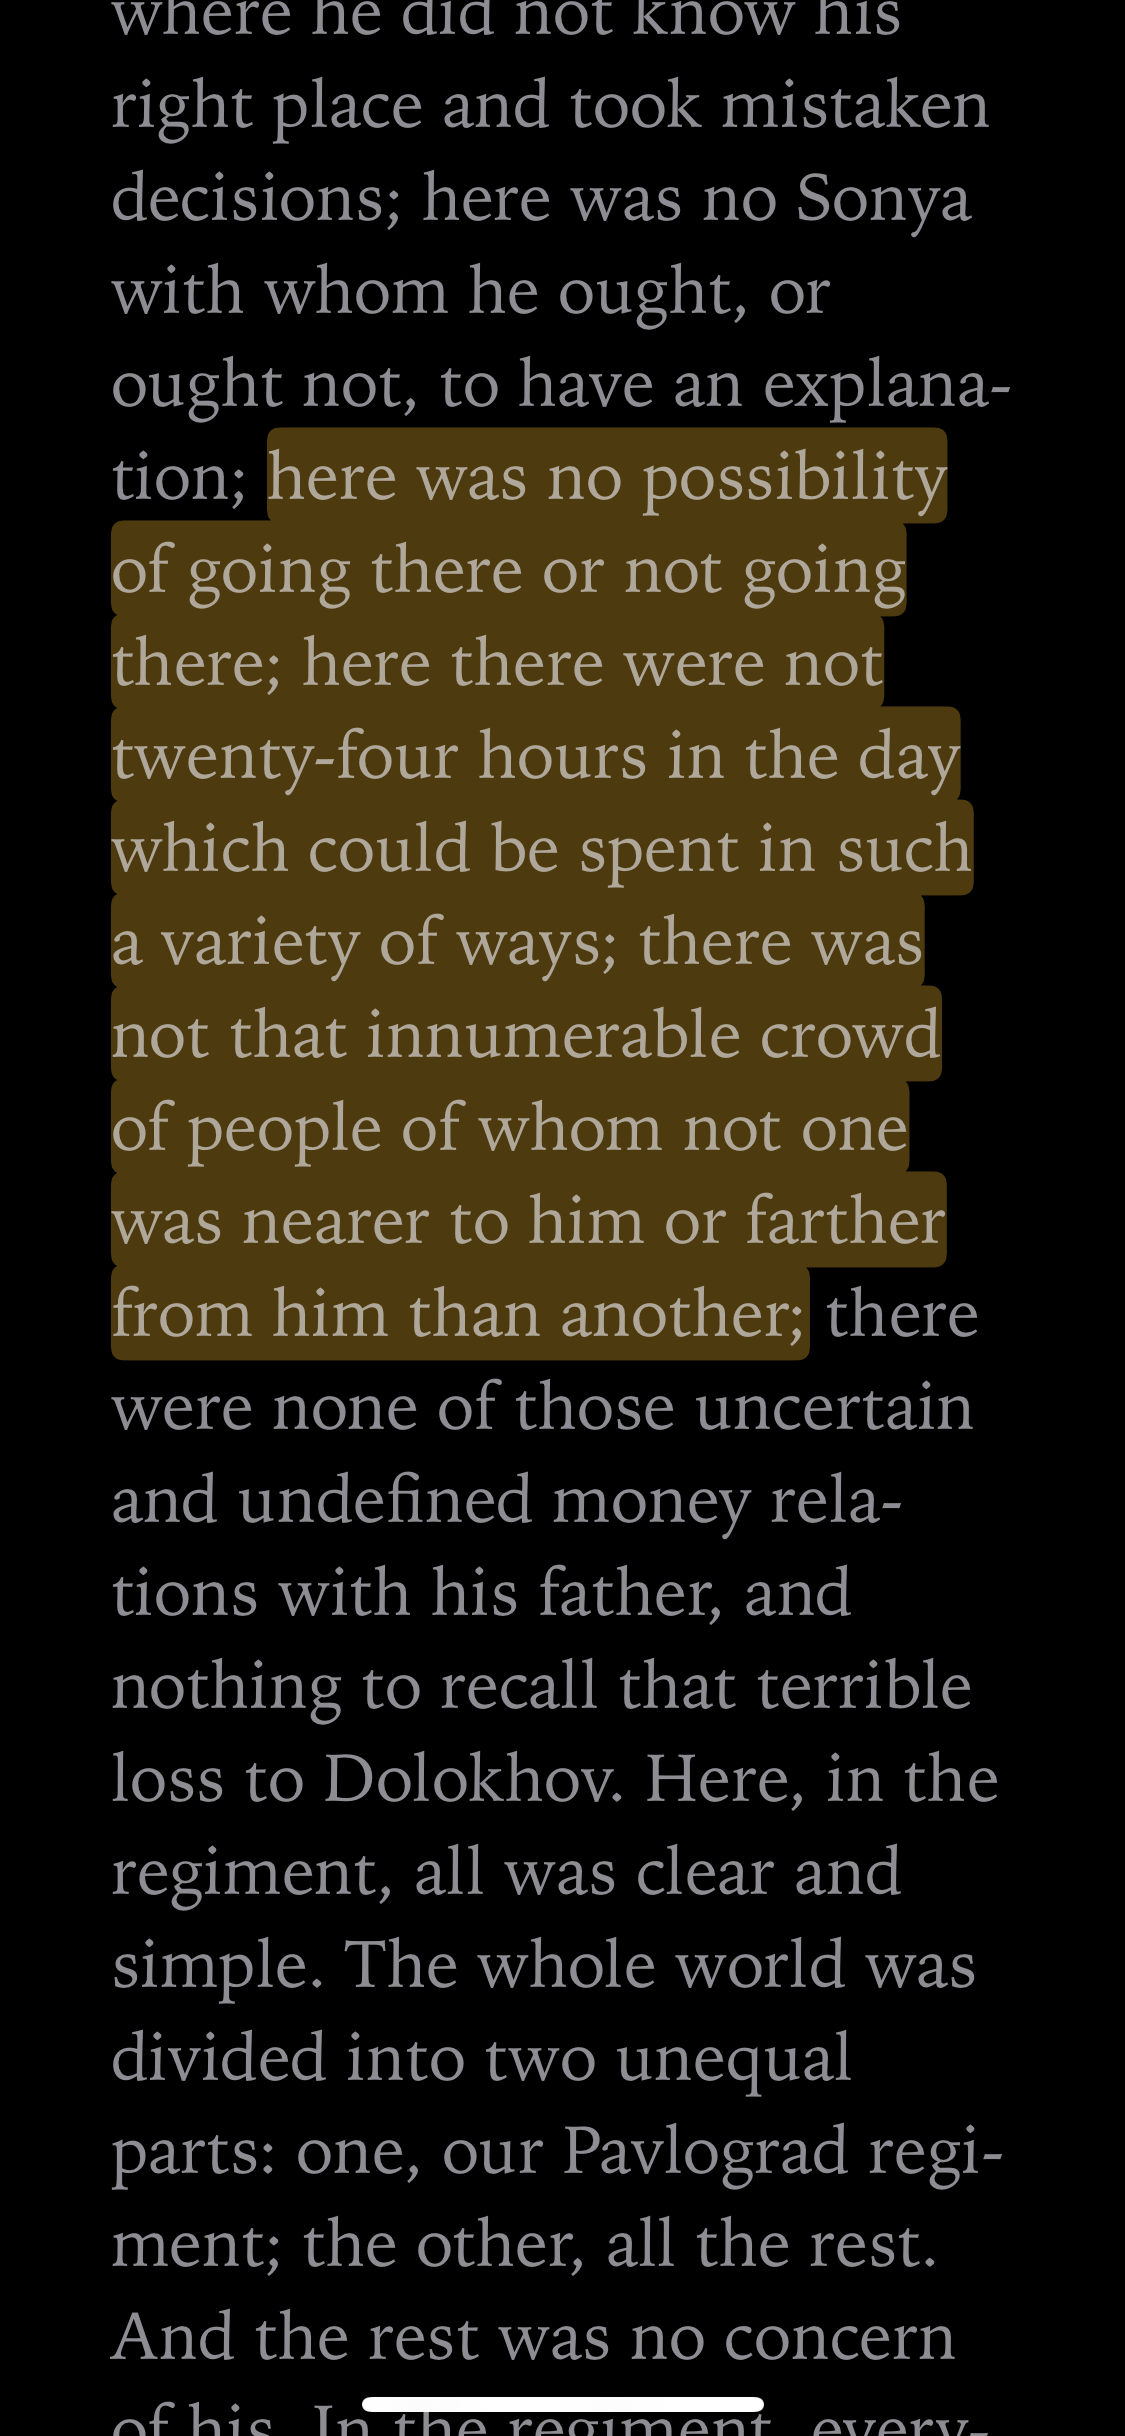 where he did not know his
right place and took mistaken
decisions; here was no Sonya
with whom he ought, or
ought not, to have an explana-
tion; here was no possibility
of going there or not going
there; here there were not
twenty-four hours in the day
which could be spent in such
a variety of ways; there was
not that innumerable crowd
of people of whom not one
was nearer to him or farther
from him than another; there
were none of those uncertain
and undefined money rela-
tions with his father, and
nothing to recall that terrible
loss to Dolokhov. Here, in the
regiment, all was clear and
simple. The whole world was
divided into two unequal
parts: one, our Pavlograd regi-
ment; the other, all the rest.
And the rest was no concern
of his. In the regiment, every-